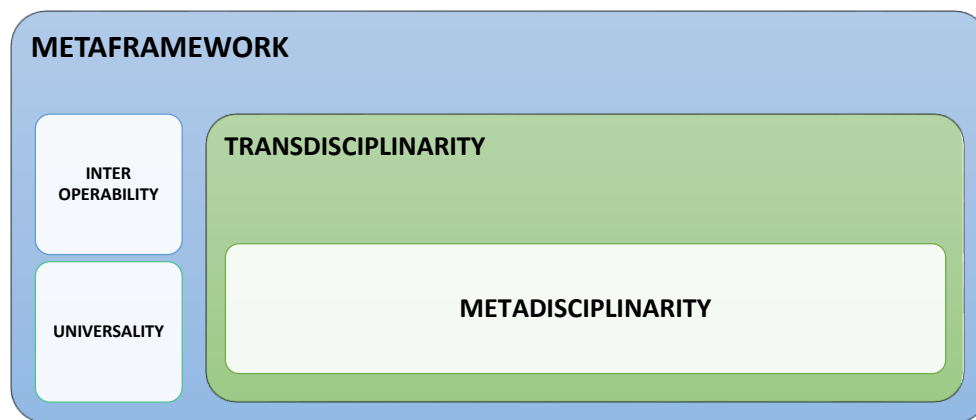 METAFRAMEWORK
INTER
OPERABILITY
UNIVERSALITY
TRANSDISCIPLINARITY
METADISCIPLINARITY